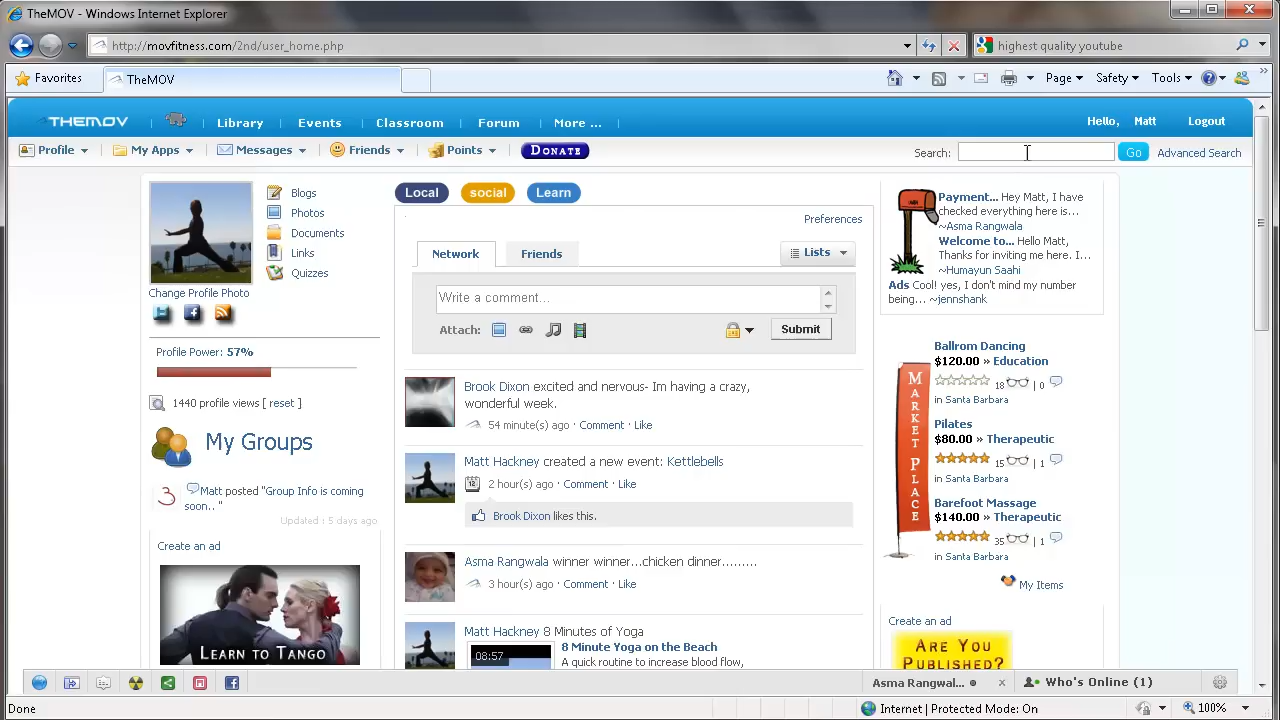 TheMOV - Windows Internet Explorer
http://movfitness.com/2nd/user_home.php
highest quality youtube
Favorites
TheMOV
Page
Safety
Tools
THEMOV
Library
Events
Classroom
Forum
More ...
Hello, Matt
Logout
Profile
My Apps
Messages
Friends
Points
DONATE
Search:
Go
Advanced Search
Blogs
Photos
Documents
Links
Quizzes
Change Profile Photo
Profile Power: 57%
1440 profile views [ reset ]
My Groups
3
Matt posted "Group Info is coming
soon.."
Updated : 5 days ago
Create an ad
LEARN TO TANGO
Local
social
Learn
Preferences
Network
Friends
Lists
Write a comment...
Attach:
Submit
Brook Dixon excited and nervous- Im having a crazy,
wonderful week.
54 minute(s) ago · Comment · Like
Matt Hackney created a new event: Kettlebells
12
2 hour(s) ago · Comment · Like
Brook Dixon likes this.
Asma Rangwala winner winner...chicken dinner.........
3 hour(s) ago · Comment · Like
Matt Hackney 8 Minutes of Yoga
08:57
8 Minute Yoga on the Beach
A quick routine to increase blood flow,
Payment... Hey Matt, I have
checked everything here is...
~Asma Rangwala
Welcome to... Hello Matt,
Thanks for inviting me here. I...
~Humayun Saahi
Ads Cool! yes, I don't mind my number
being... ~jennshank
MARKET PLACE
Ballrom Dancing
$120.00 » Education
18 | 0
in Santa Barbara
Pilates
$80.00 » Therapeutic
15 | 1
in Santa Barbara
Barefoot Massage
$140.00 » Therapeutic
35 | 1
in Santa Barbara
My Items
Create an ad
ARE YOU
PUBLISHED?
Asma Rangwal...
x
Who's Online (1)
Done
Internet | Protected Mode: On
100%